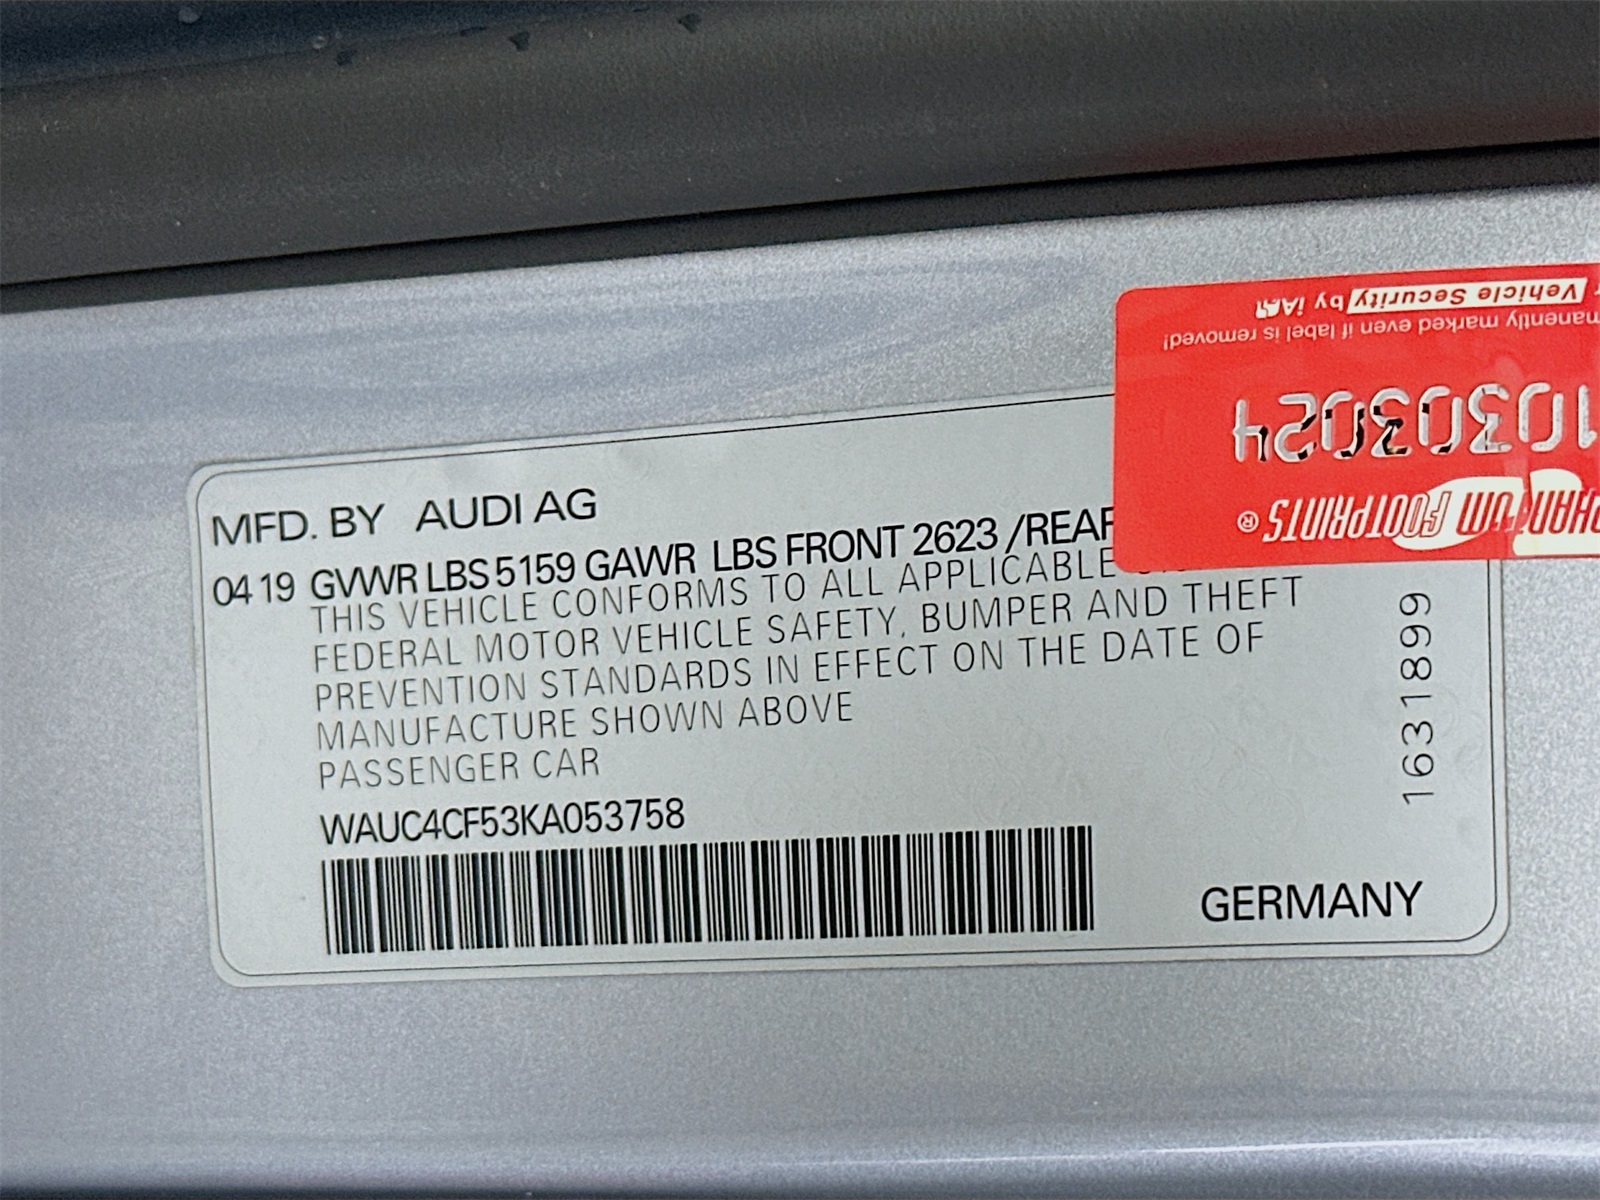 MFD. BY AUDI AG
04 19 GVWR LBS 5159 GAWR LBS FRONT 2623 /REAR
THIS VEHICLE CONFORMS TO ALL APPLICABLE
FEDERAL MOTOR VEHICLE SAFETY, BUMPER AND THEFT
PREVENTION STANDARDS IN EFFECT ON THE DATE OF
MANUFACTURE SHOWN ABOVE
PASSENGER CAR
WAUC4CF53KA053758
GERMANY
1631899
PHANTOM FOOTPRINTS®
10303024
manently marked even if label is removed!
Vehicle Security by iAS